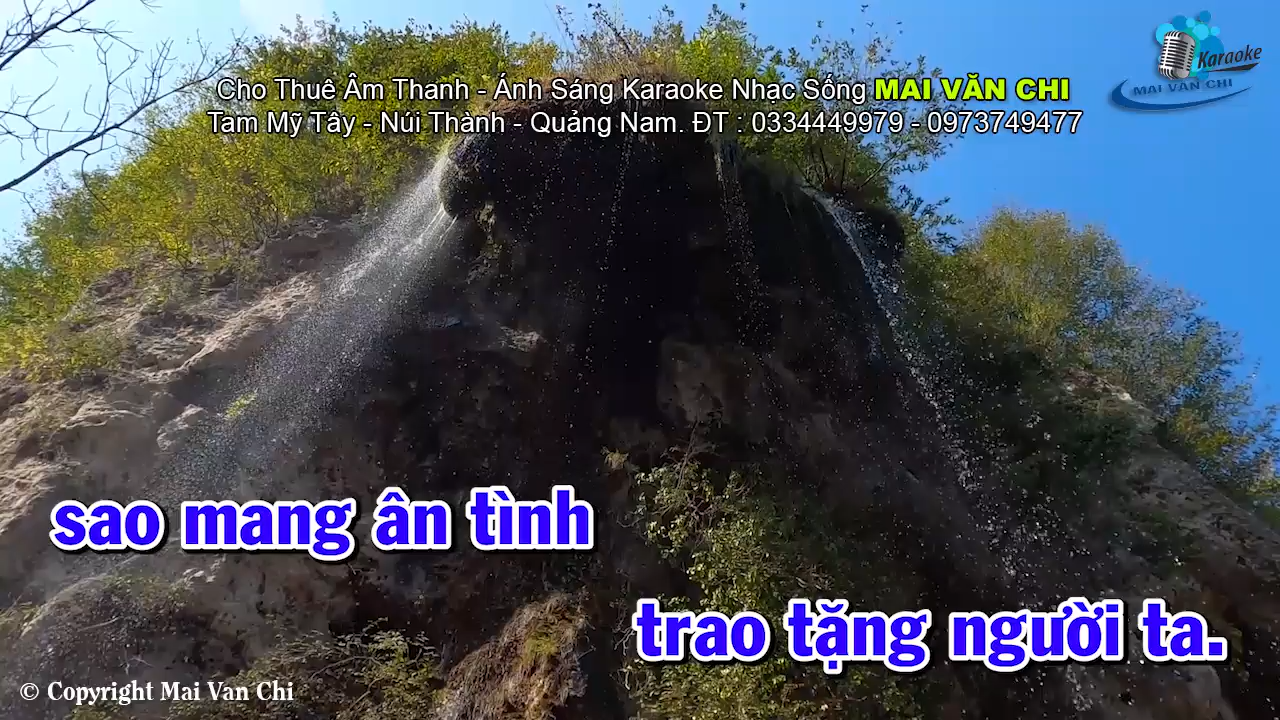 Cho Thuê Âm Thanh - Ánh Sáng Karaoke Nhạc Sống MAI VĂN CHI
Tam Mỹ Tây - Núi Thành - Quảng Nam. ĐT : 0334449979 - 0973749477
Karaoke
MAI VĂN CHI
sao mang ân tình
trao tặng người ta.
© Copyright Mai Van Chi